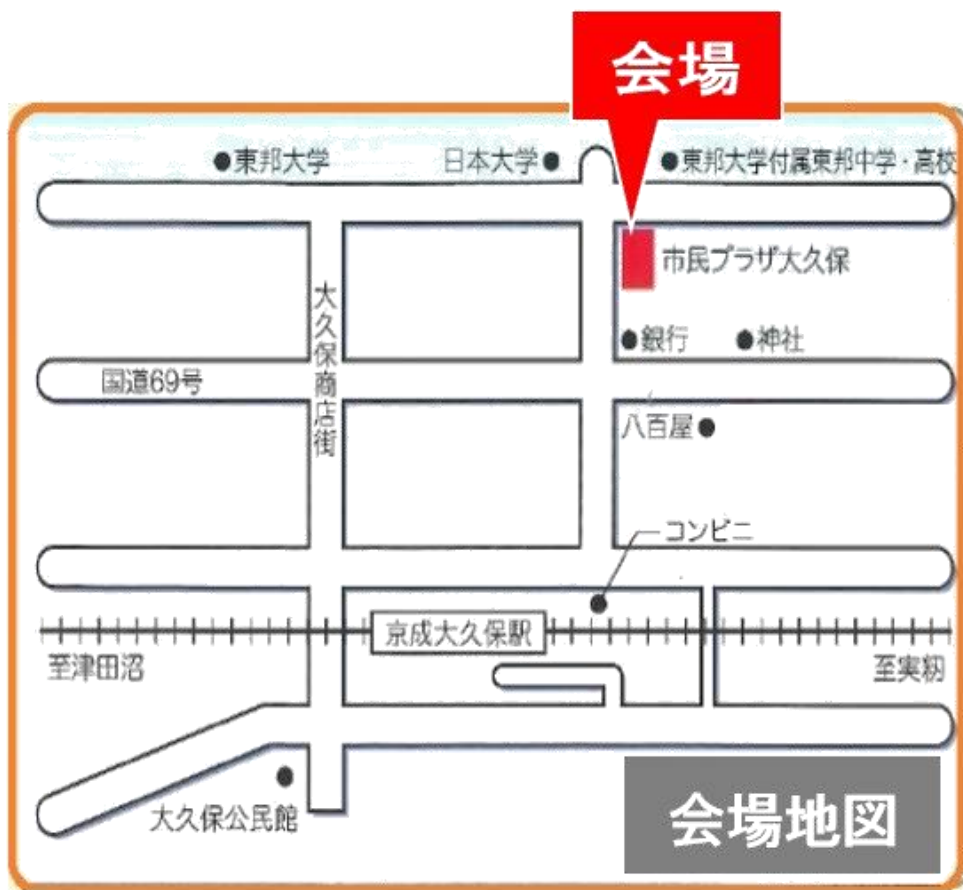 会場
東邦大学
日本大学
東邦大学付属東邦中学・高校
市民プラザ大久保
大久保商店街
銀行
神社
国道69号
八百屋
コンビニ
京成大久保駅
至津田沼
至実籾
大久保公民館
会場地図